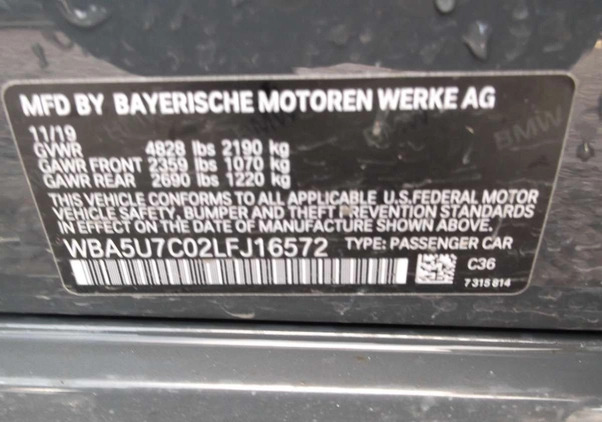 MFD BY BAYERISCHE MOTOREN WERKE AG
11/19
GVWR 4828 lbs 2190 kg
GAWR FRONT 2359 lbs 1070 kg
GAWR REAR 2690 lbs 1220 kg
THIS VEHICLE CONFORMS TO ALL APPLICABLE U.S.FEDERAL MOTOR
VEHICLE SAFETY, BUMPER AND THEFT PREVENTION STANDARDS
IN EFFECT ON THE DATE OF MANUFACTURE SHOWN ABOVE.
WBA5U7C02LFJ16572 TYPE: PASSENGER CAR
C36
7 315 814
BMW